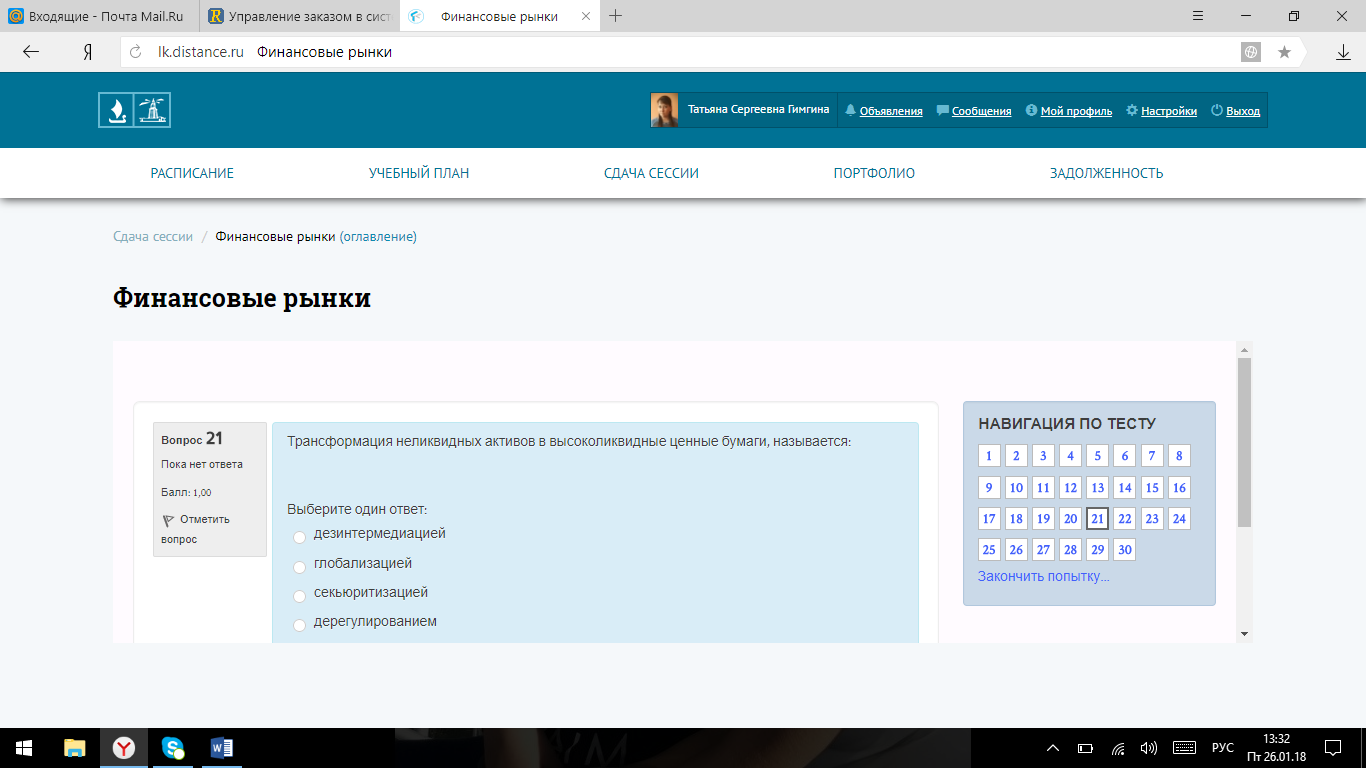 Входящие - Почта Mail.Ru
Управление заказом в сист
Финансовые рынки
lk.distance.ru Финансовые рынки
Татьяна Сергеевна Гимгина Объявления Сообщения Мой профиль Настройки Выход
РАСПИСАНИЕ УЧЕБНЫЙ ПЛАН СДАЧА СЕССИИ ПОРТФОЛИО ЗАДОЛЖЕННОСТЬ
Сдача сессии / Финансовые рынки (оглавление)
Финансовые рынки
Вопрос 21
Пока нет ответа
Балл: 1,00
Отметить
вопрос
Трансформация неликвидных активов в высоколиквидные ценные бумаги, называется:
Выберите один ответ:
дезинтермедиацией
глобализацией
секьюритизацией
дерегулированием
НАВИГАЦИЯ ПО ТЕСТУ
1 2 3 4 5 6 7 8
9 10 11 12 13 14 15 16
17 18 19 20 21 22 23 24
25 26 27 28 29 30
Закончить попытку...
РУС
13:32
Пт 26.01.18